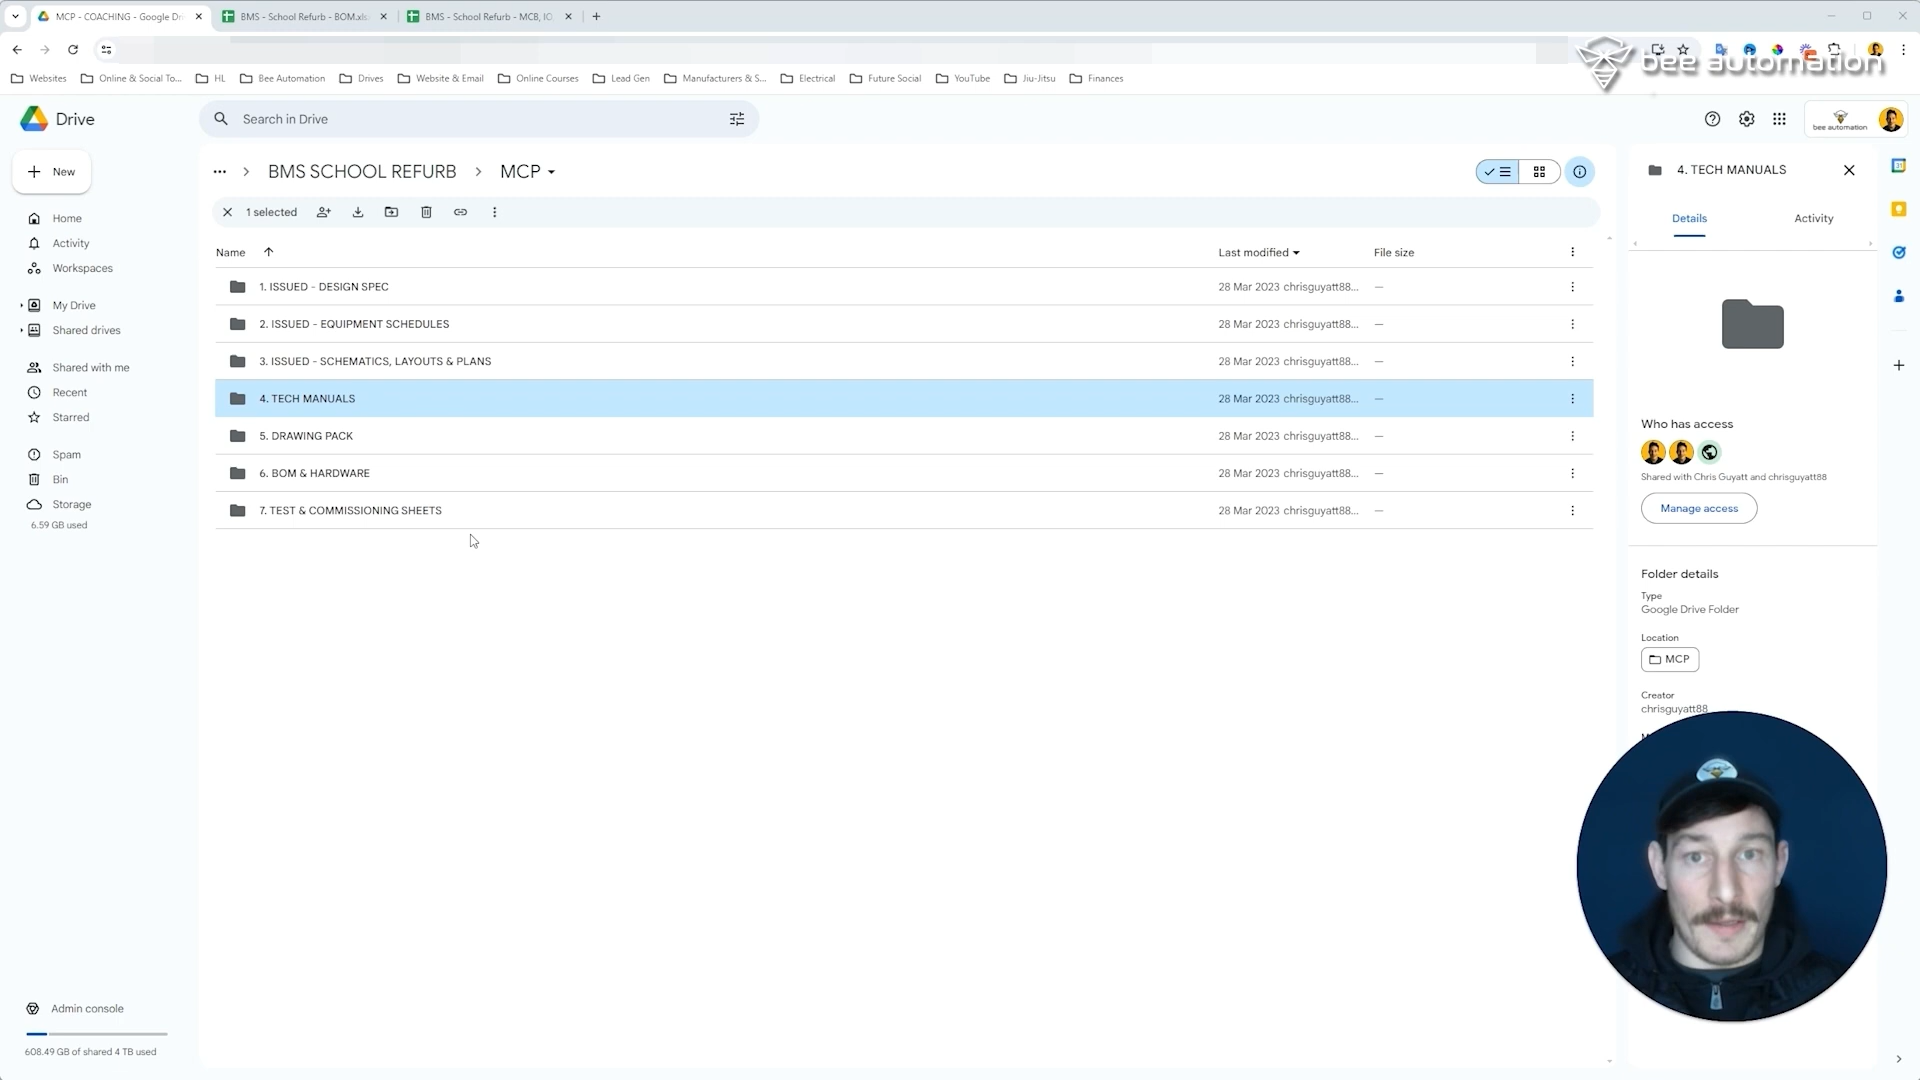 MCP - COACHING - Google Dri
BMS - School Refurb - BOM.xls
BMS - School Refurb - MCB, IO
Websites
Online & Social To...
HL
Bee Automation
Drives
Website & Email
Online Courses
Lead Gen
Manufacturers & S...
Electrical
Future Social
YouTube
Jiu-Jitsu
Finances
bee automation
Drive
Search in Drive
bee automation
New
Home
Activity
Workspaces
My Drive
Shared drives
Shared with me
Recent
Starred
Spam
Bin
Storage
6.59 GB used
Admin console
608.49 GB of shared 4 TB used
... > BMS SCHOOL REFURB > MCP
1 selected
Name Last modified File size
1. ISSUED - DESIGN SPEC 28 Mar 2023 chrisguyatt88... —
2. ISSUED - EQUIPMENT SCHEDULES 28 Mar 2023 chrisguyatt88... —
3. ISSUED - SCHEMATICS, LAYOUTS & PLANS 28 Mar 2023 chrisguyatt88... —
4. TECH MANUALS 28 Mar 2023 chrisguyatt88... —
5. DRAWING PACK 28 Mar 2023 chrisguyatt88... —
6. BOM & HARDWARE 28 Mar 2023 chrisguyatt88... —
7. TEST & COMMISSIONING SHEETS 28 Mar 2023 chrisguyatt88... —
4. TECH MANUALS
Details Activity
Who has access
Shared with Chris Guyatt and chrisguyatt88
Manage access
Folder details
Type
Google Drive Folder
Location
MCP
Creator
chrisguyatt88